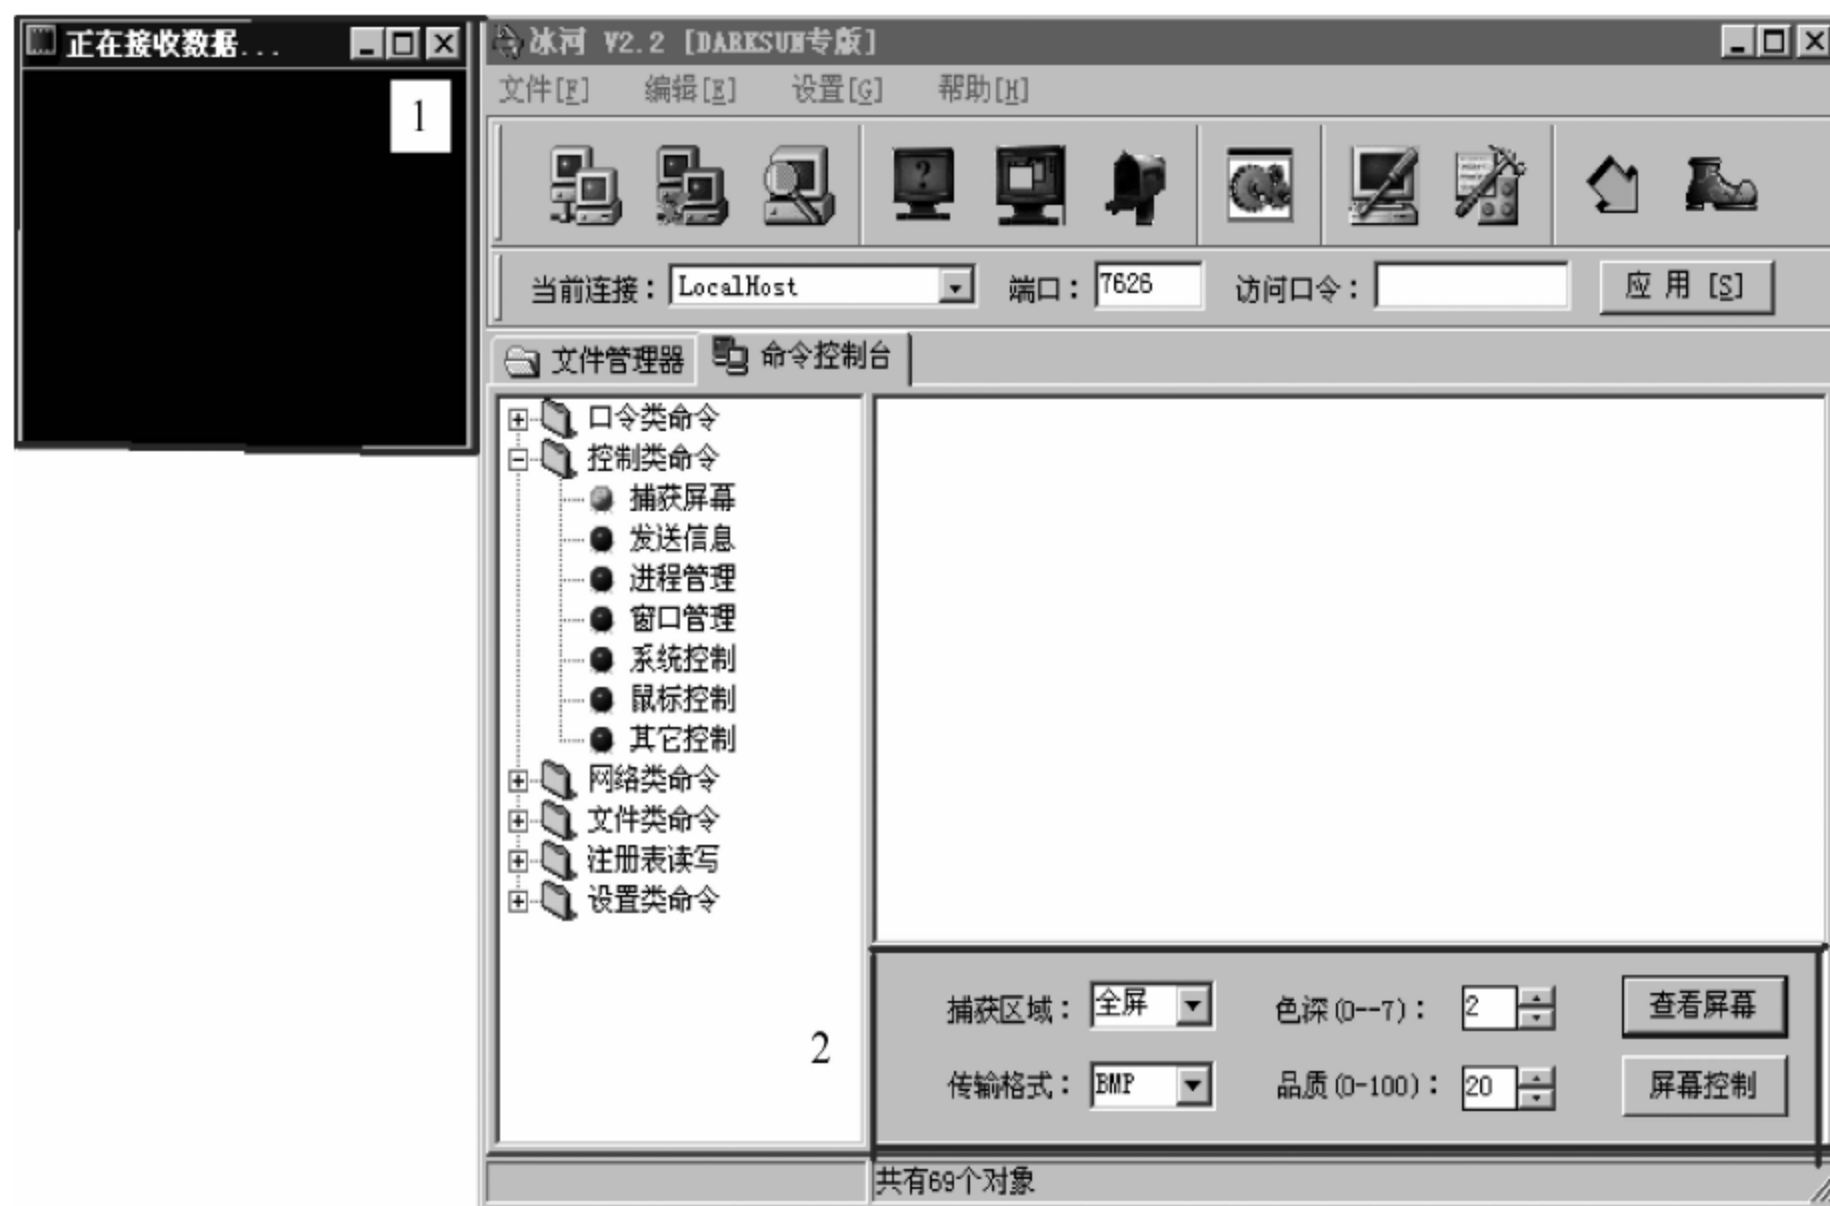 正在接收数据...
1
冰河 V2.2 [DARKSUN专版]
文件[F] 编辑[E] 设置[G] 帮助[H]
当前连接： LocalHost 端口： 7626 访问口令： 应 用 [S]
文件管理器 命令控制台
口令类命令
控制类命令
捕获屏幕
发送信息
进程管理
窗口管理
系统控制
鼠标控制
其它控制
网络类命令
文件类命令
注册表读写
设置类命令
2
捕获区域： 全屏 色深(0--7)： 2 查看屏幕
传输格式： BMP 品质(0-100)： 20 屏幕控制
共有69个对象